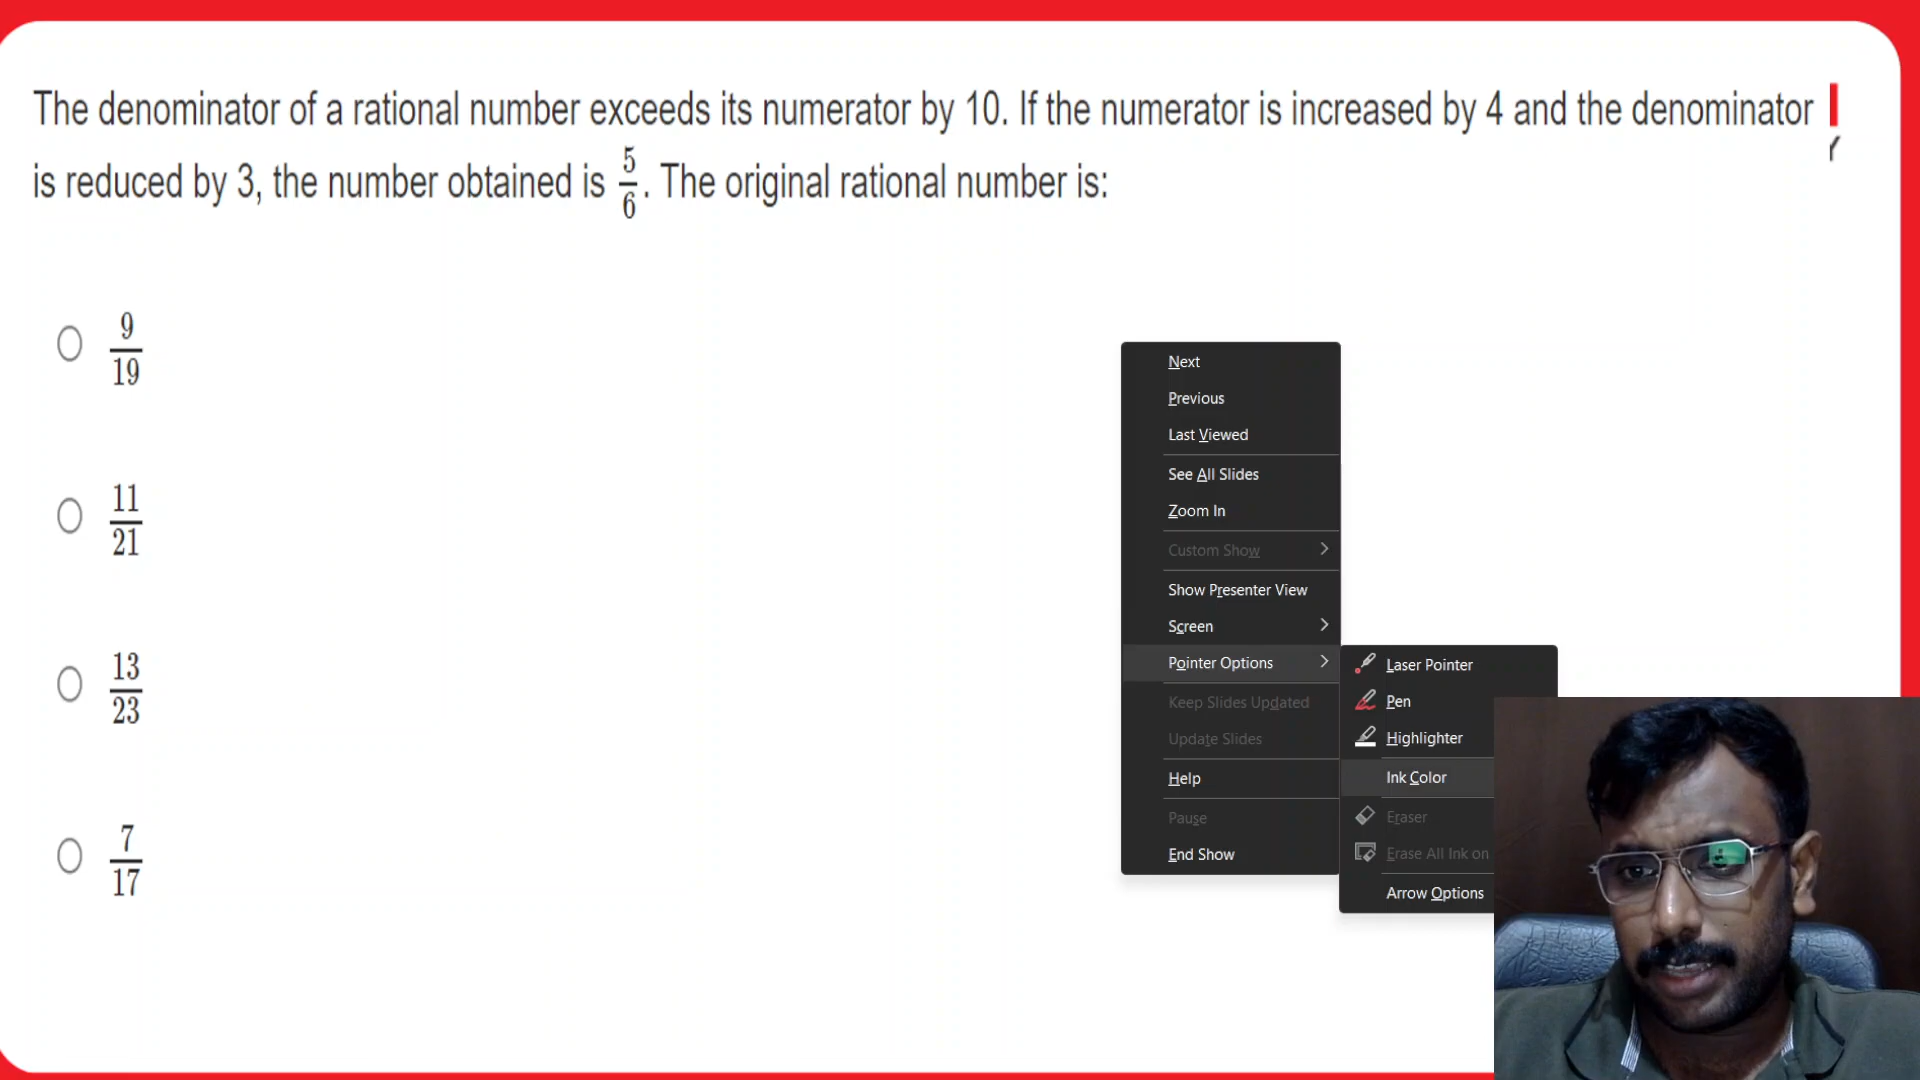 The denominator of a rational number exceeds its numerator by 10. If the numerator is increased by 4 and the denominator
is reduced by 3, the number obtained is 5/6. The original rational number is:
9/19
11/21
13/23
7/17
Next
Previous
Last Viewed
See All Slides
Zoom In
Custom Show
Show Presenter View
Screen
Pointer Options
Keep Slides Updated
Update Slides
Help
Pause
End Show
Laser Pointer
Pen
Highlighter
Ink Color
Eraser
Erase All Ink on
Arrow Options